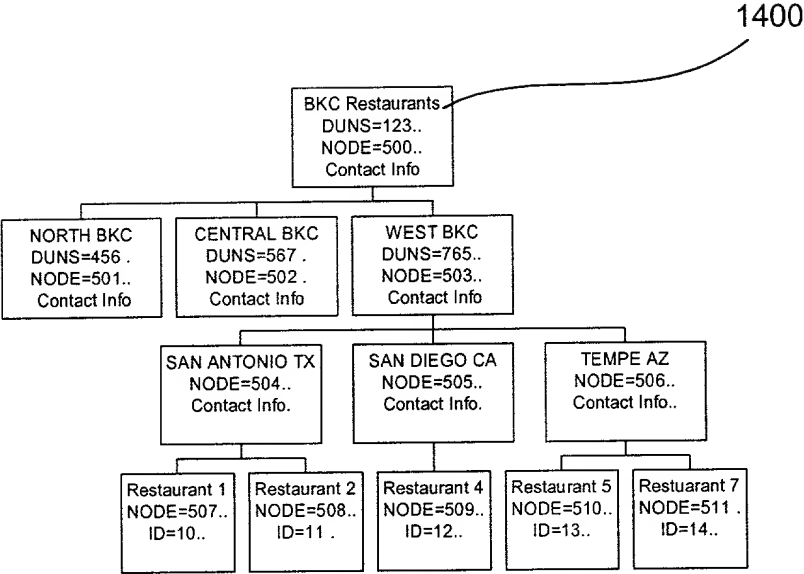 1400
BKC Restaurants
DUNS=123..
NODE=500..
Contact Info
NORTH BKC
DUNS=456 .
NODE=501..
Contact Info
CENTRAL BKC
DUNS=567 .
NODE=502 .
Contact Info
WEST BKC
DUNS=765..
NODE=503..
Contact Info
SAN ANTONIO TX
NODE=504..
Contact Info.
SAN DIEGO CA
NODE=505..
Contact Info.
TEMPE AZ
NODE=506..
Contact Info..
Restaurant 1
NODE=507..
ID=10..
Restaurant 2
NODE=508..
ID=11 .
Restaurant 4
NODE=509..
ID=12..
Restaurant 5
NODE=510..
ID=13..
Restuarant 7
NODE=511 .
ID=14..